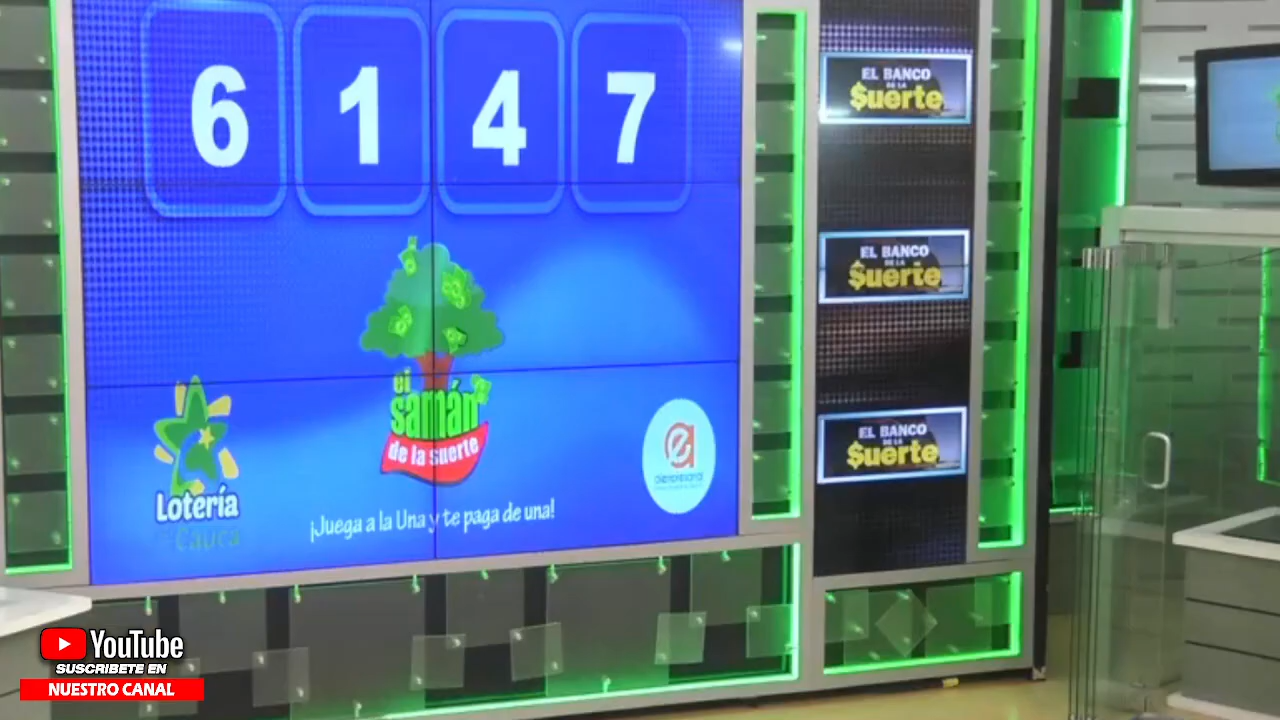 6 1 4 7
EL BANCO
DE LA
$uerte
EL BANCO
DE LA
$uerte
EL BANCO
DE LA
$uerte
el
samán
de la suerte
Lotería
del Cauca
¡Juega a la Una y te paga de una!
YouTube
SUSCRIBETE EN
NUESTRO CANAL